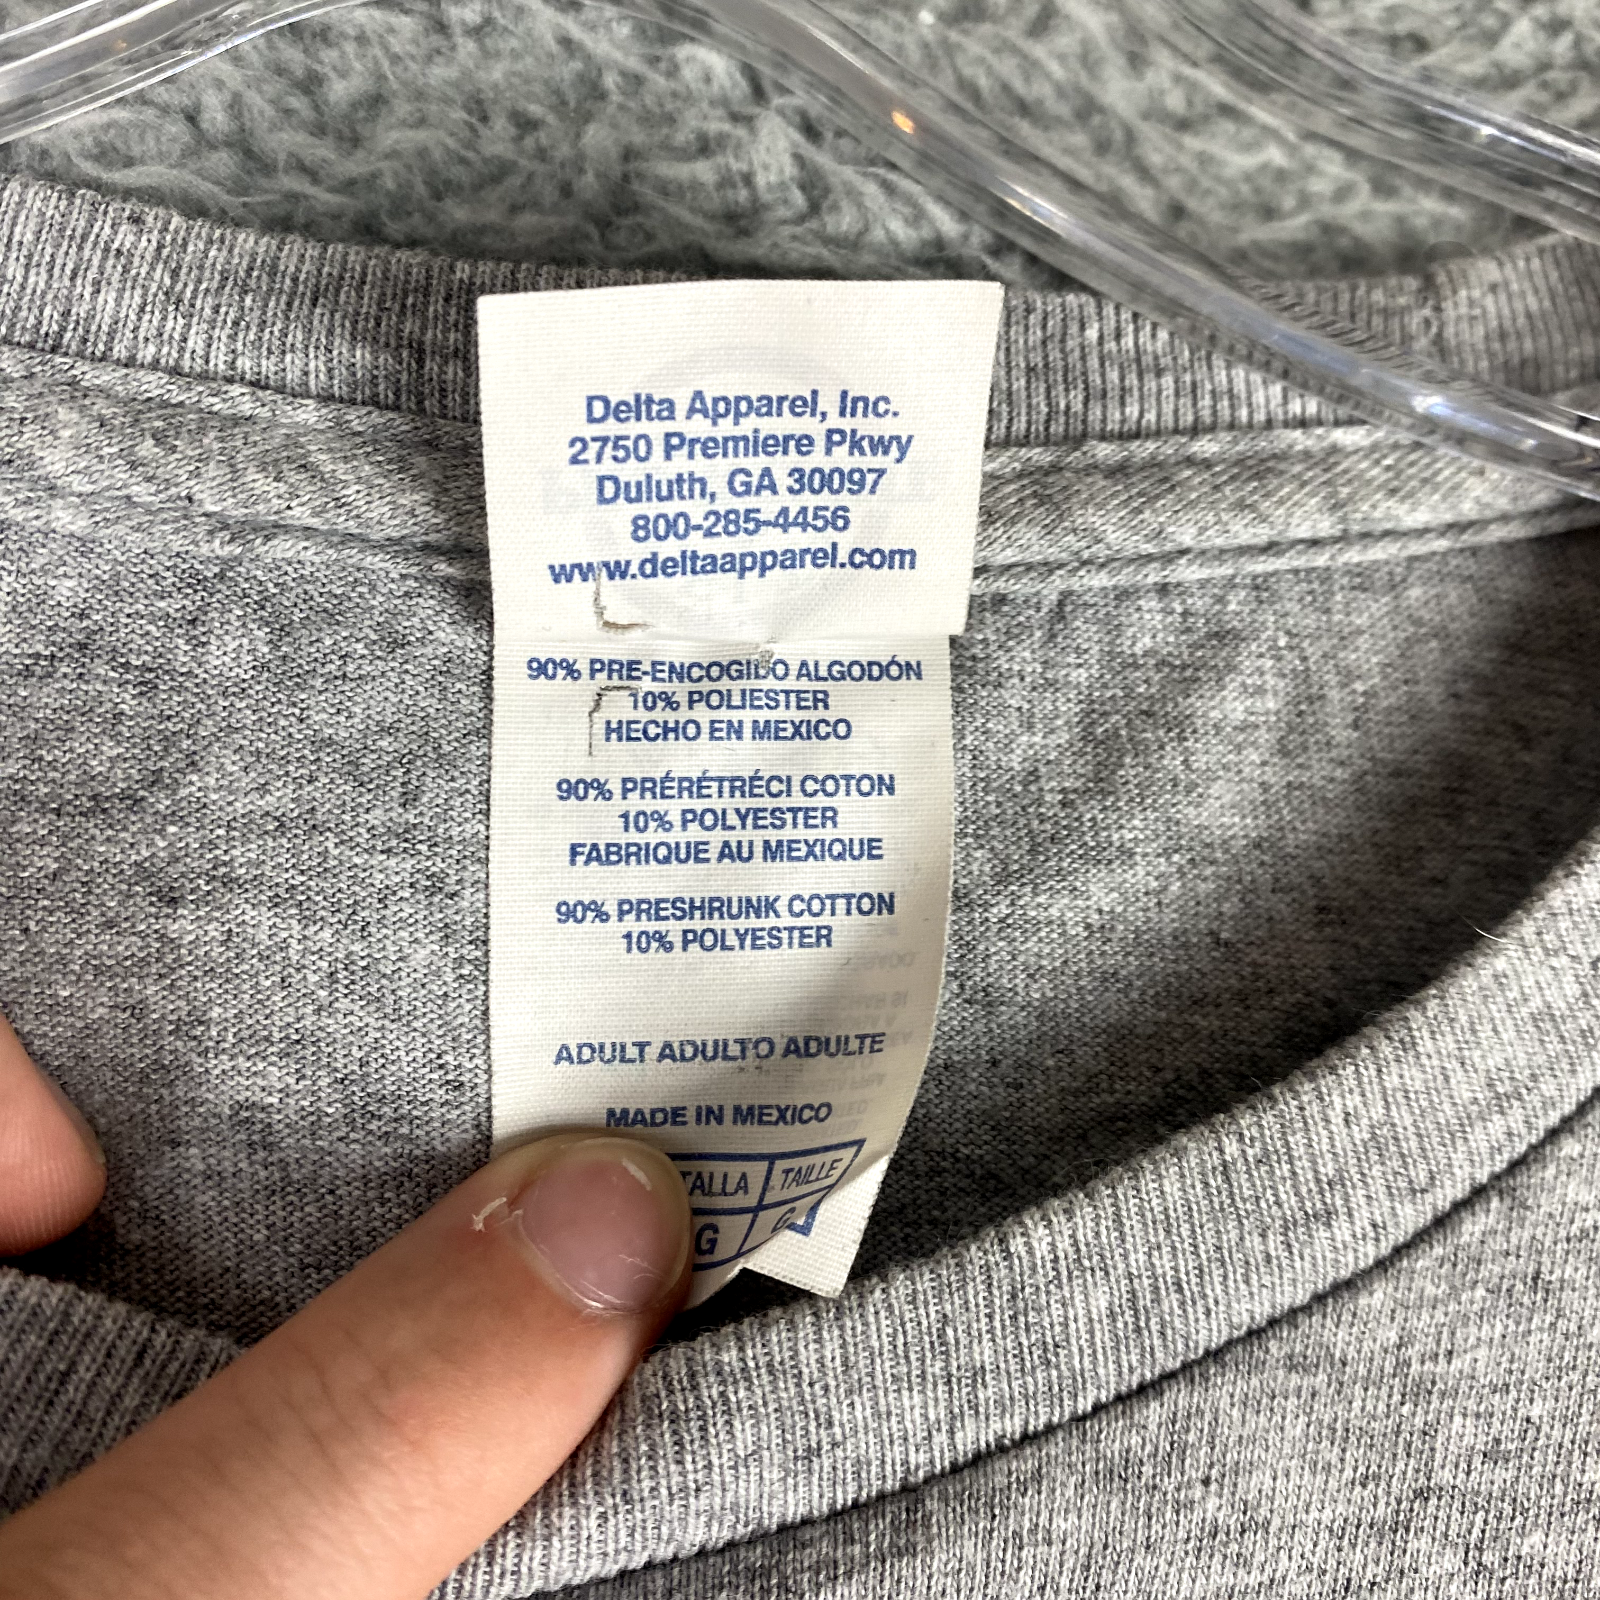 Delta Apparel, Inc.
2750 Premiere Pkwy
Duluth, GA 30097
800-285-4456
www.deltaapparel.com
90% PRE-ENCOGIDO ALGODÓN
10% POLIESTER
HECHO EN MEXICO
90% PRÉRÉTRÉCI COTON
10% POLYESTER
FABRIQUE AU MEXIQUE
90% PRESHRUNK COTTON
10% POLYESTER
ADULT ADULTO ADULTE
MADE IN MEXICO
TALLA TAILLE
G G